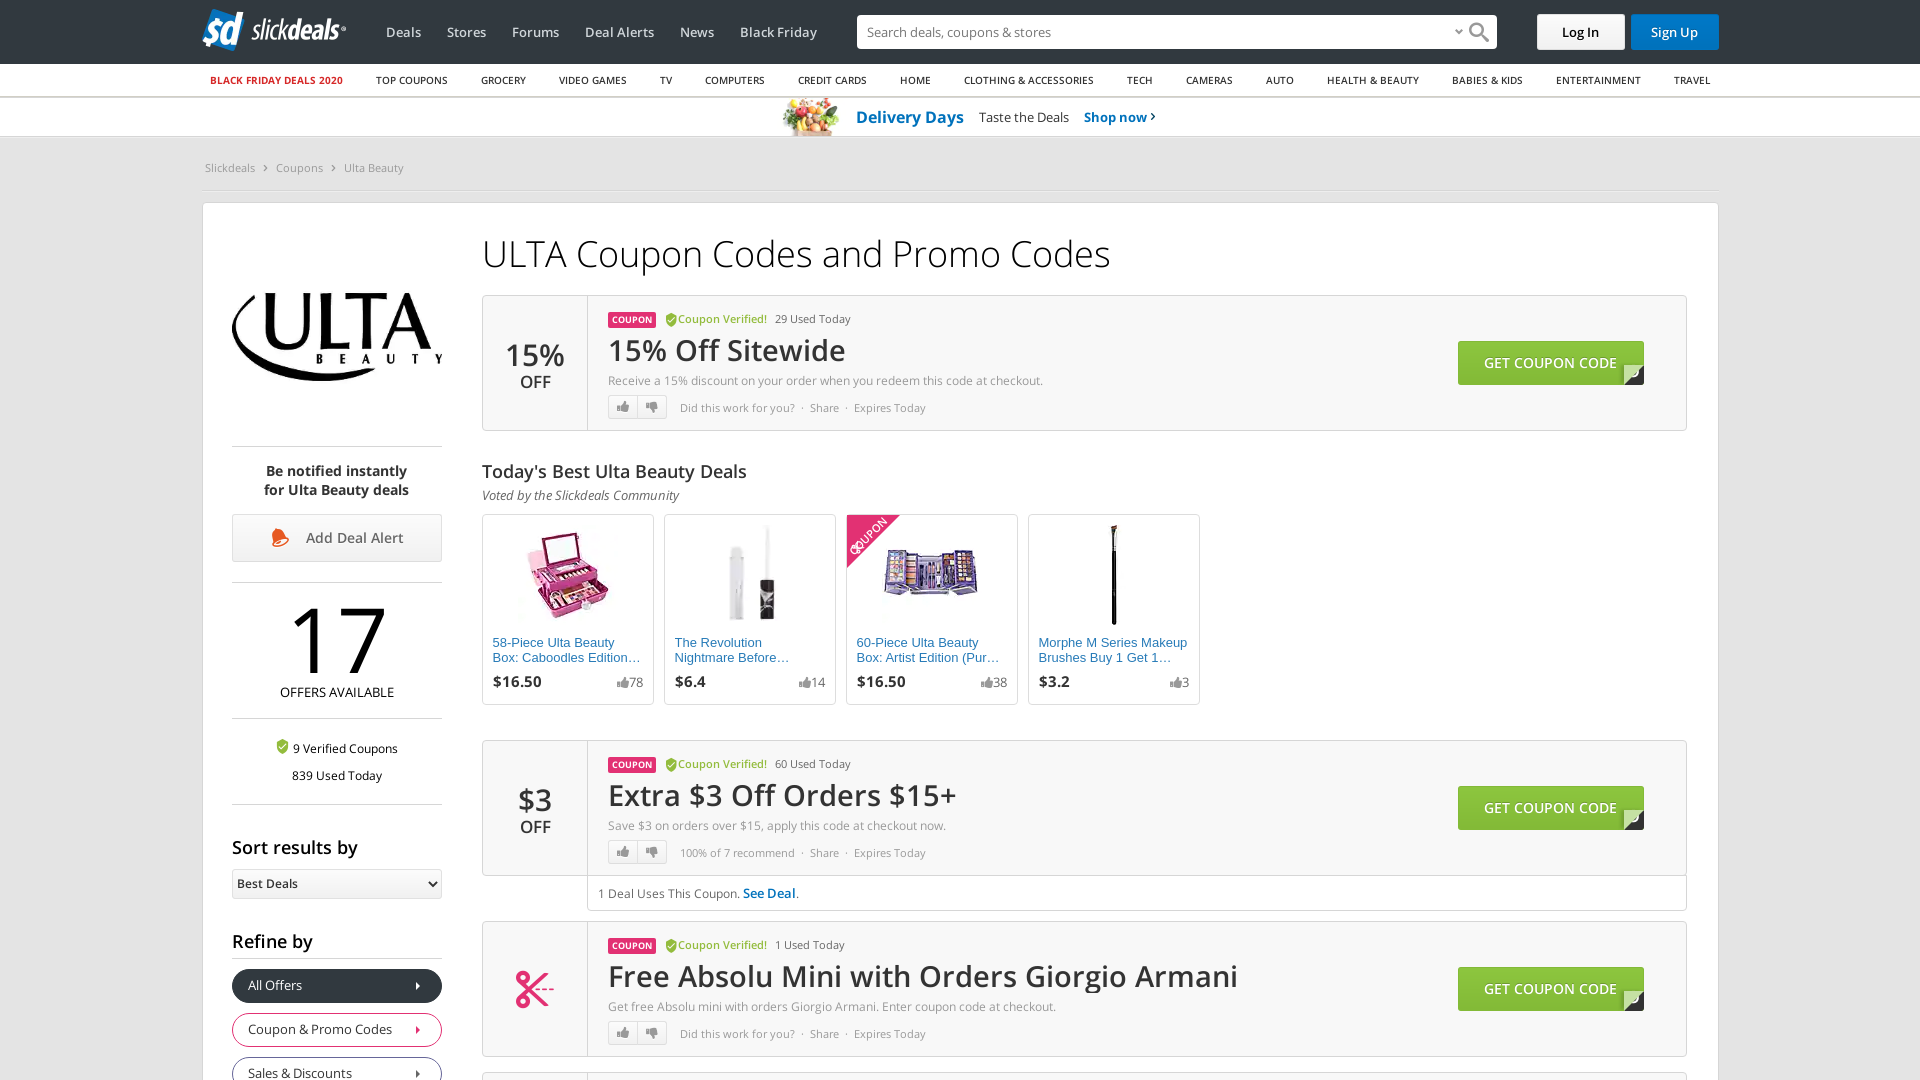 sd slickdeals
Deals
Stores
Forums
Deal Alerts
News
Black Friday
Search deals, coupons & stores
Log In
Sign Up
BLACK FRIDAY DEALS 2020
TOP COUPONS
GROCERY
VIDEO GAMES
TV
COMPUTERS
CREDIT CARDS
HOME
CLOTHING & ACCESSORIES
TECH
CAMERAS
AUTO
HEALTH & BEAUTY
BABIES & KIDS
ENTERTAINMENT
TRAVEL
Delivery Days Taste the Deals Shop now
Slickdeals > Coupons > Ulta Beauty
ULTA
BEAUTY
Be notified instantly
for Ulta Beauty deals
Add Deal Alert
17
OFFERS AVAILABLE
9 Verified Coupons
839 Used Today
Sort results by
Best Deals
Refine by
All Offers
Coupon & Promo Codes
Sales & Discounts
ULTA Coupon Codes and Promo Codes
15%
OFF
COUPON Coupon Verified! 29 Used Today
15% Off Sitewide
Receive a 15% discount on your order when you redeem this code at checkout.
Did this work for you? · Share · Expires Today
GET COUPON CODE
Today's Best Ulta Beauty Deals
Voted by the Slickdeals Community
58-Piece Ulta Beauty
Box: Caboodles Edition…
$16.50 78
The Revolution
Nightmare Before…
$6.4 14
COUPON
60-Piece Ulta Beauty
Box: Artist Edition (Pur…
$16.50 38
Morphe M Series Makeup
Brushes Buy 1 Get 1…
$3.2 3
$3
OFF
COUPON Coupon Verified! 60 Used Today
Extra $3 Off Orders $15+
Save $3 on orders over $15, apply this code at checkout now.
100% of 7 recommend · Share · Expires Today
GET COUPON CODE
1 Deal Uses This Coupon. See Deal.
COUPON Coupon Verified! 1 Used Today
Free Absolu Mini with Orders Giorgio Armani
Get free Absolu mini with orders Giorgio Armani. Enter coupon code at checkout.
Did this work for you? · Share · Expires Today
GET COUPON CODE